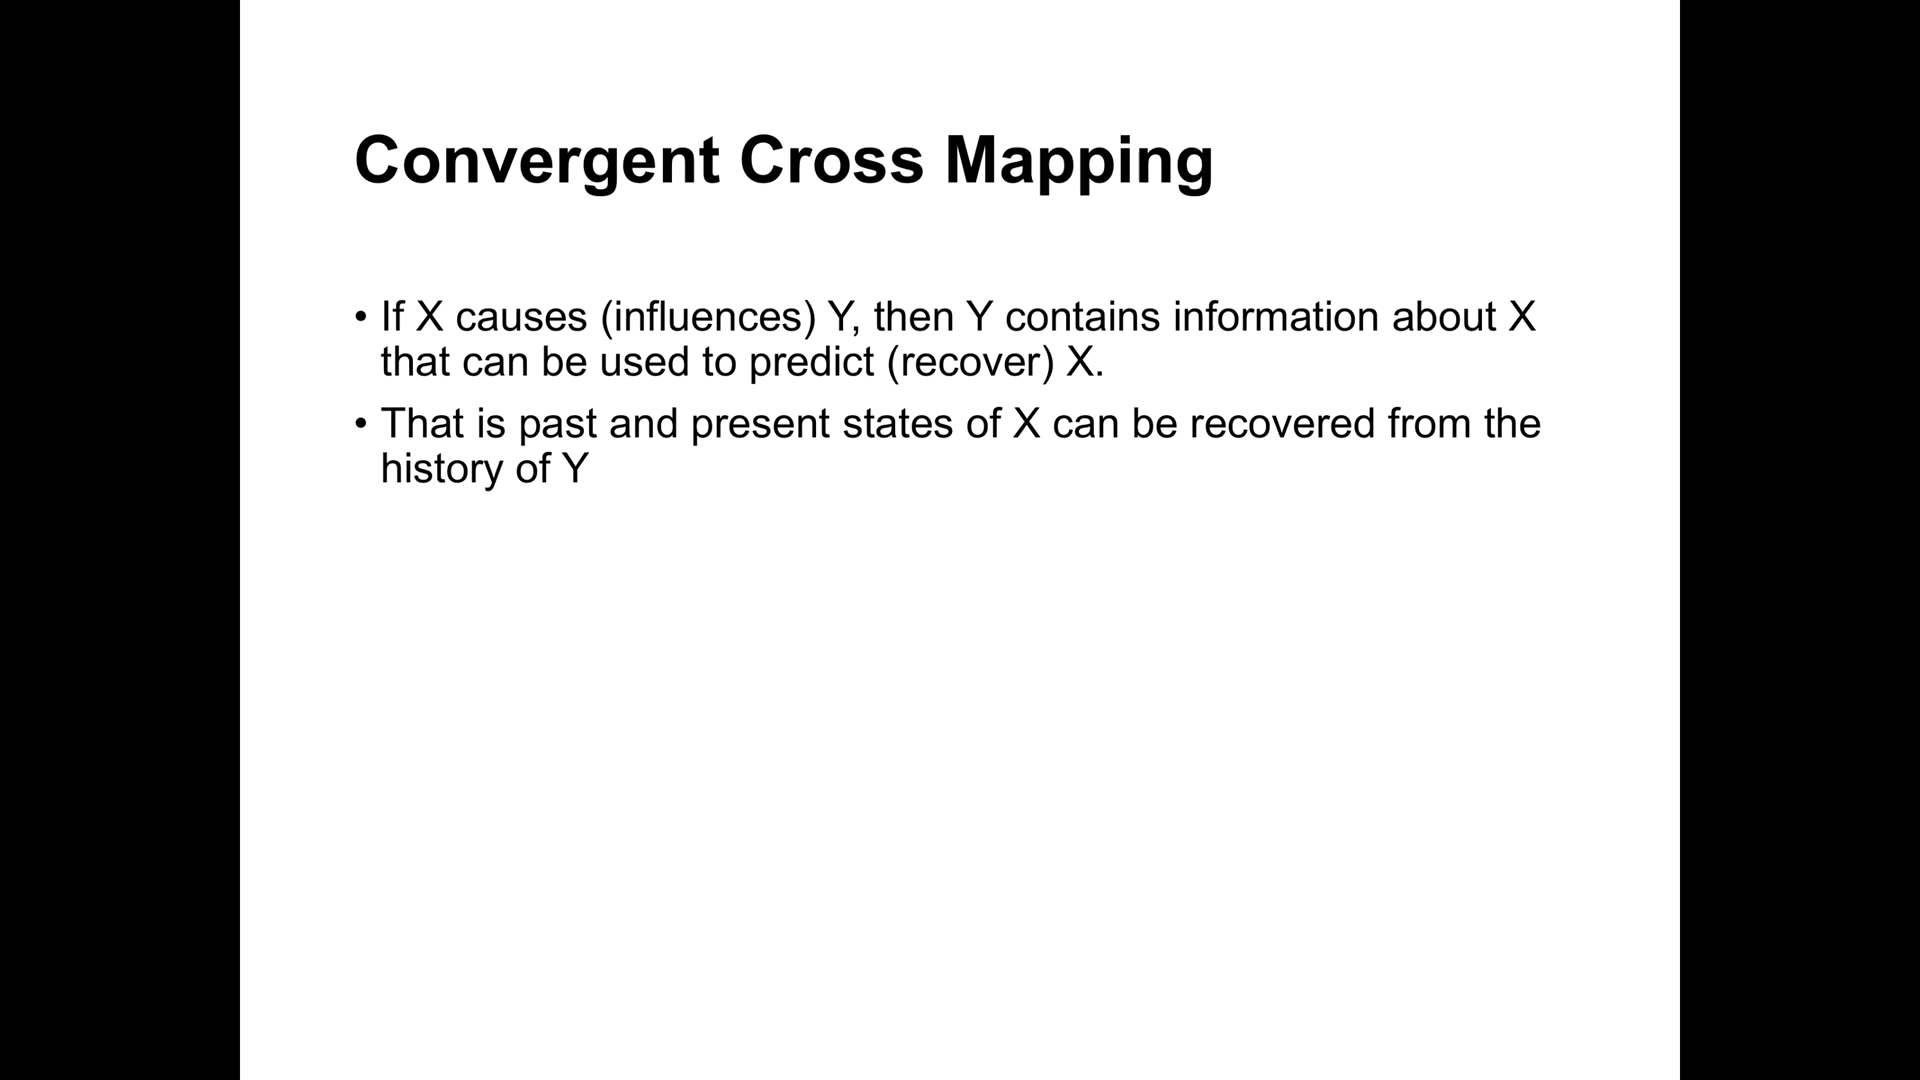 Convergent Cross Mapping
• If X causes (influences) Y, then Y contains information about X
that can be used to predict (recover) X.
• That is past and present states of X can be recovered from the
history of Y